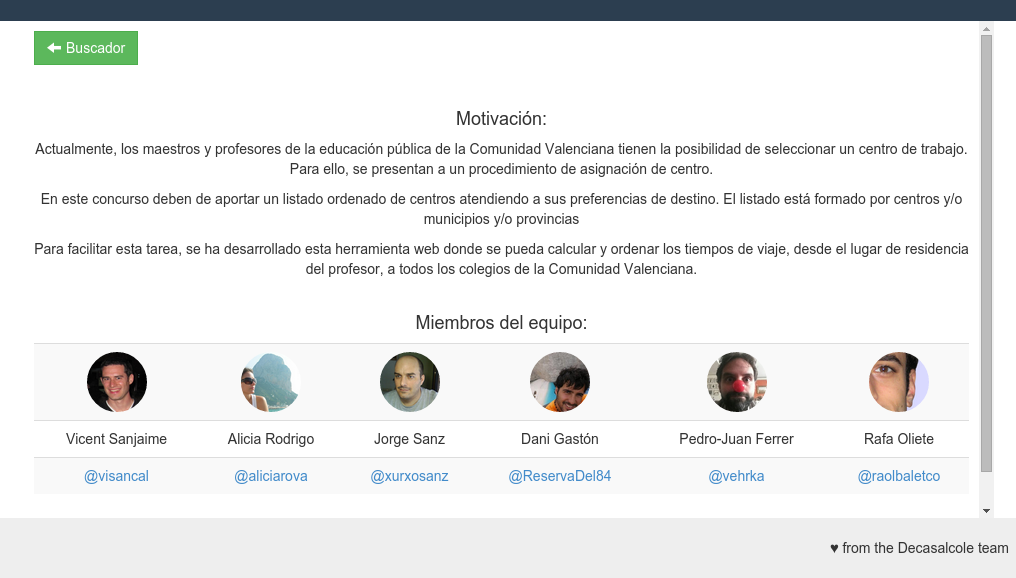 Buscador
Motivación:
Actualmente, los maestros y profesores de la educación pública de la Comunidad Valenciana tienen la posibilidad de seleccionar un centro de trabajo.
Para ello, se presentan a un procedimiento de asignación de centro.
En este concurso deben de aportar un listado ordenado de centros atendiendo a sus preferencias de destino. El listado está formado por centros y/o
municipios y/o provincias
Para facilitar esta tarea, se ha desarrollado esta herramienta web donde se pueda calcular y ordenar los tiempos de viaje, desde el lugar de residencia
del profesor, a todos los colegios de la Comunidad Valenciana.
Miembros del equipo:
Vicent Sanjaime Alicia Rodrigo Jorge Sanz Dani Gastón Pedro-Juan Ferrer Rafa Oliete
@visancal @aliciarova @xurxosanz @ReservaDel84 @vehrka @raolbaletco
♥ from the Decasalcole team